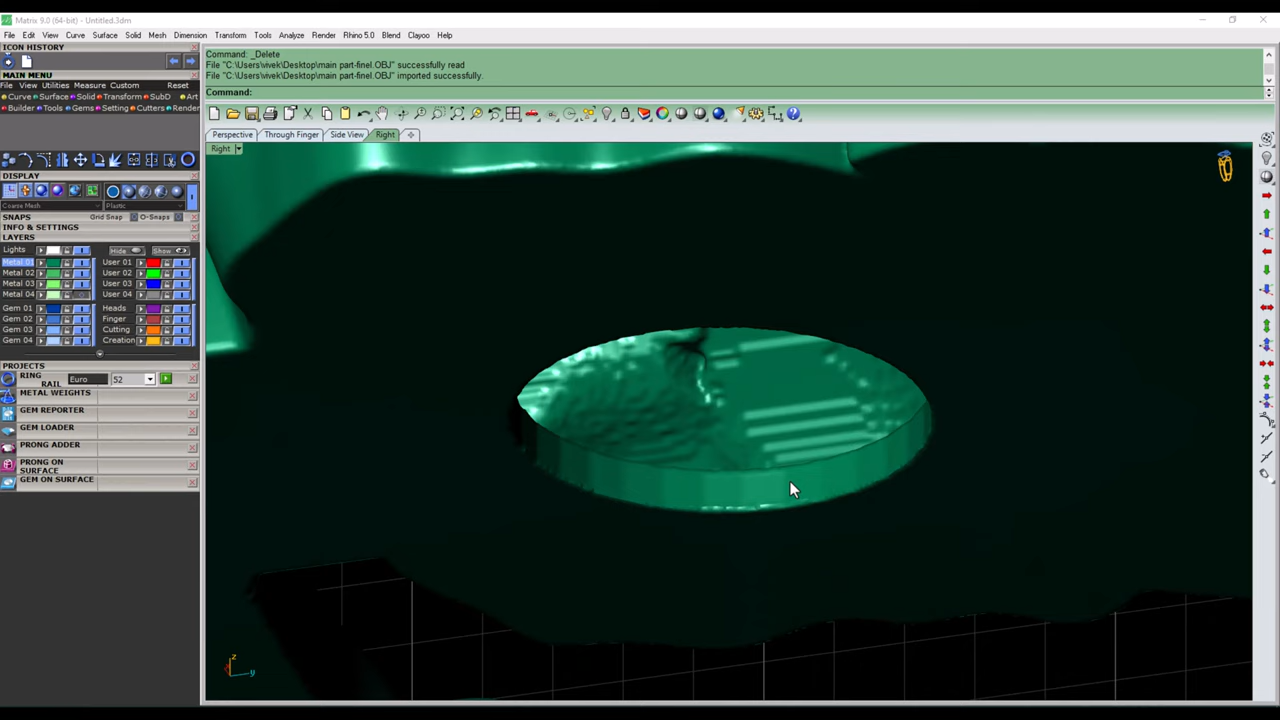 Matrix 9.0 (64-bit) - Untitled.3dm
File Edit View Curve Surface Solid Mesh Dimension Transform Tools Analyze Rhino 5.0 Blend Clayoo Help
ICON HISTORY
MAIN MENU
File View Utilities Measure Custom Reset
Curve Surface Solid Transform SubD Art
Builder Tools Gems Setting Cutters Render
DISPLAY
Coarse Mesh Plastic
SNAPS Grid Snap O-Snaps
INFO & SETTINGS
LAYERS
Lights Hide Show
Metal 01 User 01
Metal 02 User 02
Metal 03 User 03
Metal 04 User 04
Gem 01 Heads
Gem 02 Finger
Gem 03 Cutting
Gem 04 Creation
PROJECTS
RING RAIL Euro 52
METAL WEIGHTS
GEM REPORTER
GEM LOADER
PRONG ADDER
PRONG ON SURFACE
GEM ON SURFACE
Command: _Delete
File "C:\Users\vivek\Desktop\main part-finel.OBJ" successfully read
File "C:\Users\vivek\Desktop\main part-finel.OBJ" imported successfully.
Command:
Perspective Through Finger Side View Right
Right
z
y